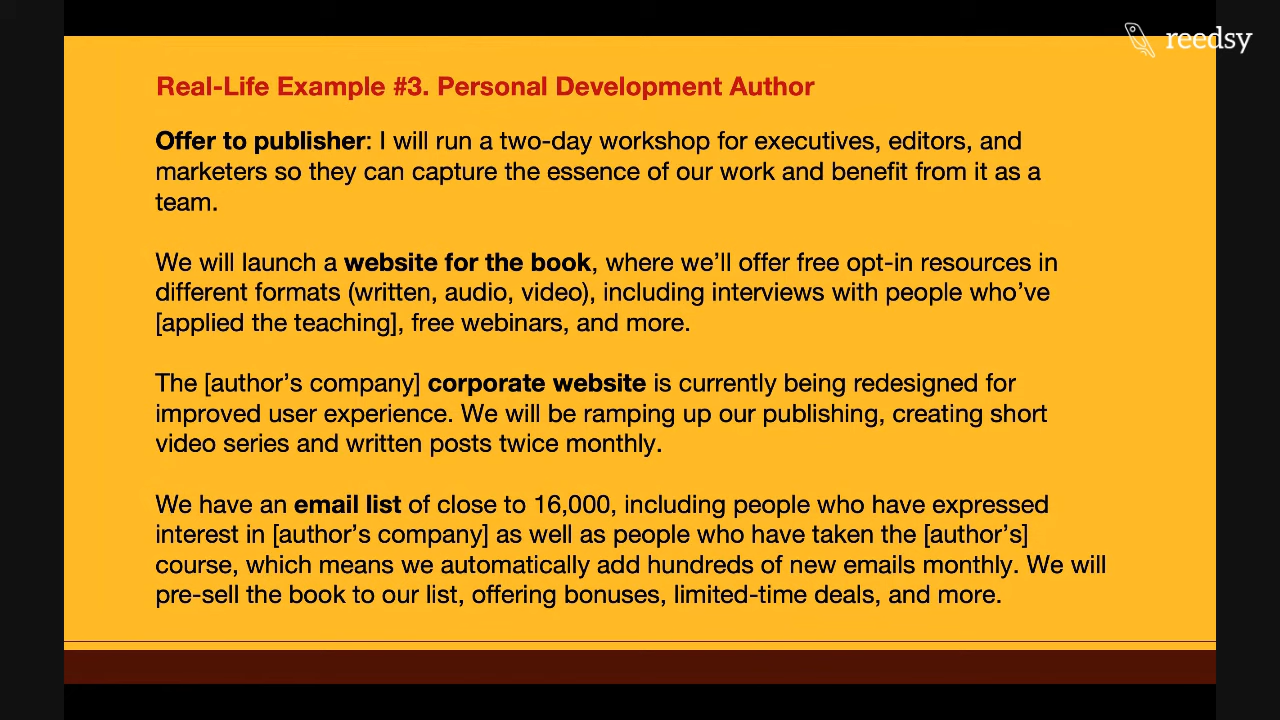 reedsy
Real-Life Example #3. Personal Development Author
Offer to publisher: I will run a two-day workshop for executives, editors, and
marketers so they can capture the essence of our work and benefit from it as a
team.
We will launch a website for the book, where we’ll offer free opt-in resources in
different formats (written, audio, video), including interviews with people who’ve
[applied the teaching], free webinars, and more.
The [author’s company] corporate website is currently being redesigned for
improved user experience. We will be ramping up our publishing, creating short
video series and written posts twice monthly.
We have an email list of close to 16,000, including people who have expressed
interest in [author’s company] as well as people who have taken the [author’s]
course, which means we automatically add hundreds of new emails monthly. We will
pre-sell the book to our list, offering bonuses, limited-time deals, and more.